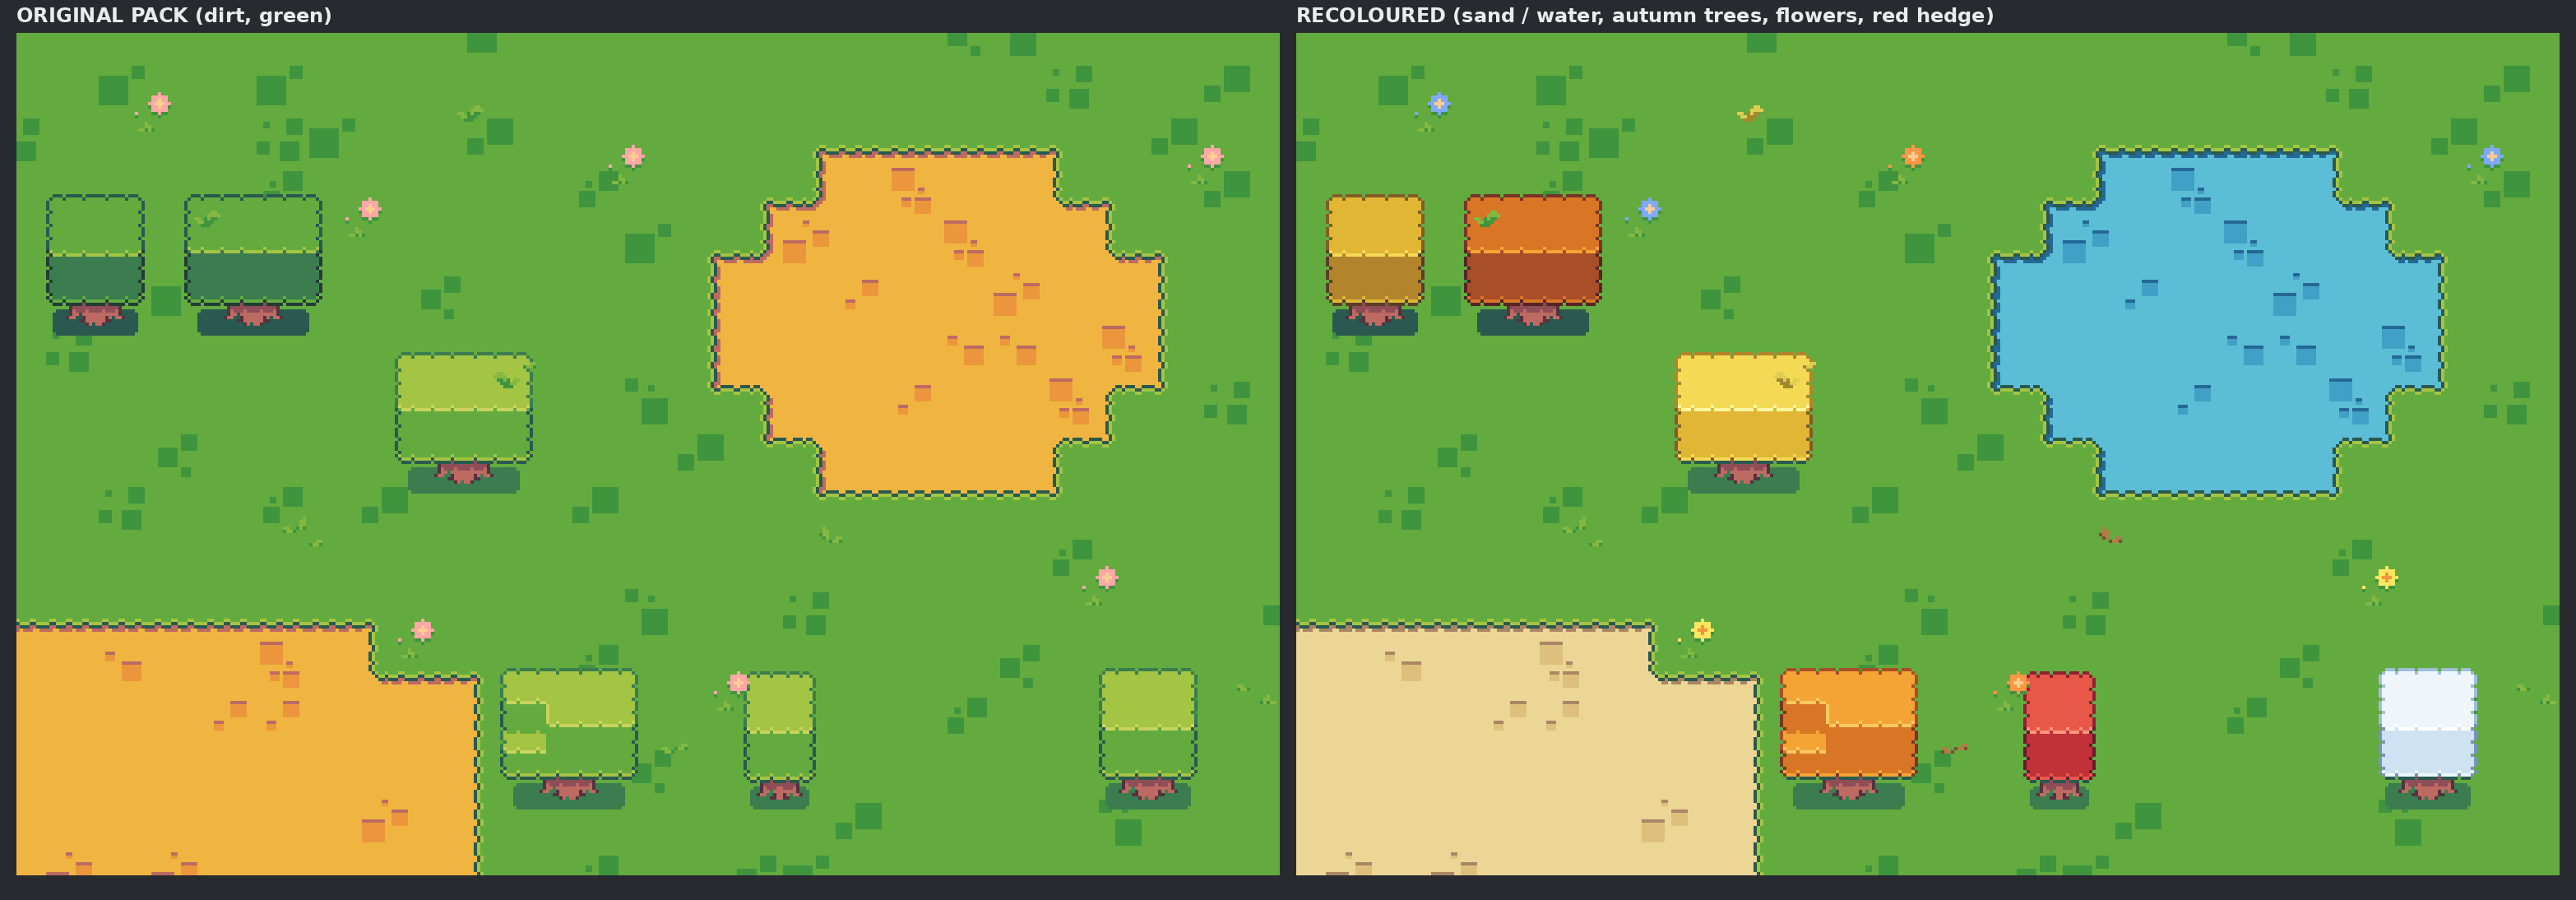 ORIGINAL PACK (dirt, green)
RECOLOURED (sand / water, autumn trees, flowers, red hedge)